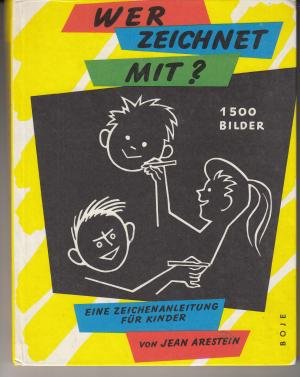 WER
ZEICHNET
MIT?
1500
BILDER
EINE ZEICHENANLEITUNG
FÜR KINDER
VON JEAN ARESTEIN
BOJE